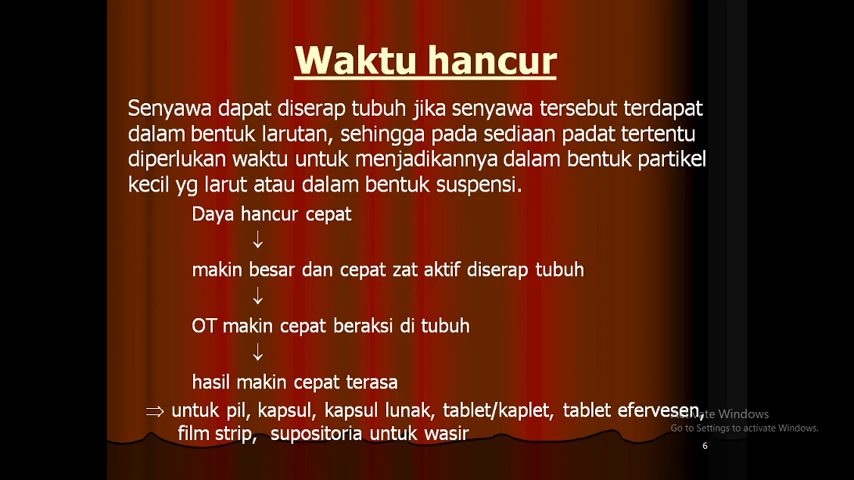 Waktu hancur
Senyawa dapat diserap tubuh jika senyawa tersebut terdapat
dalam bentuk larutan, sehingga pada sediaan padat tertentu
diperlukan waktu untuk menjadikannya dalam bentuk partikel
kecil yg larut atau dalam bentuk suspensi.
Daya hancur cepat
↓
makin besar dan cepat zat aktif diserap tubuh
↓
OT makin cepat beraksi di tubuh
↓
hasil makin cepat terasa
⇒ untuk pil, kapsul, kapsul lunak, tablet/kaplet, tablet efervesen,
film strip, supositoria untuk wasir
Activate Windows
Go to Settings to activate Windows.
6